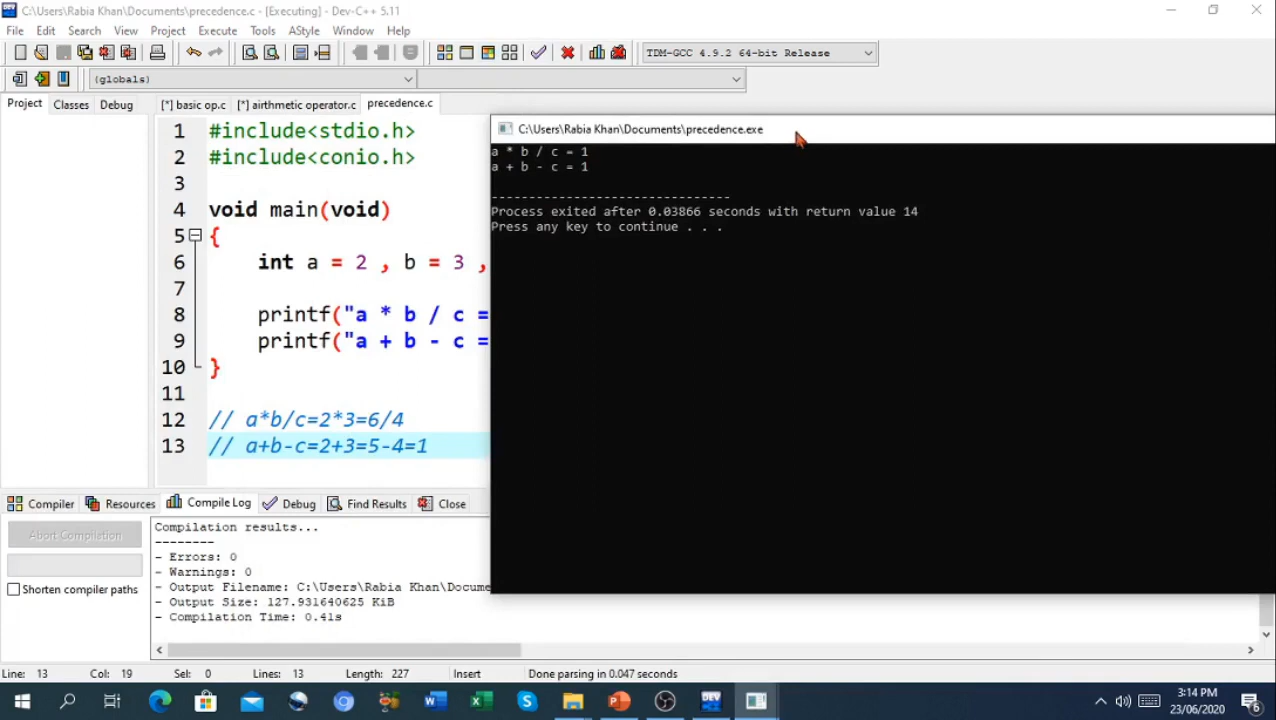 C:\Users\Rabia Khan\Documents\precedence.c - [Executing] - Dev-C++ 5.11
File Edit Search View Project Execute Tools AStyle Window Help
TDM-GCC 4.9.2 64-bit Release
(globals)
Project Classes Debug
[*] basic op.c [*] airthmetic operator.c precedence.c
1 #include<stdio.h>
2 #include<conio.h>
3
4 void main(void)
5 {
6 int a = 2 , b = 3 ,
7
8 printf("a * b / c =
9 printf("a + b - c =
10 }
11
12 // a*b/c=2*3=6/4
13 // a+b-c=2+3=5-4=1
C:\Users\Rabia Khan\Documents\precedence.exe
a * b / c = 1
a + b - c = 1
--------------------------------
Process exited after 0.03866 seconds with return value 14
Press any key to continue . . .
Compiler Resources Compile Log Debug Find Results Close
Abort Compilation
Shorten compiler paths
Compilation results...
--------
- Errors: 0
- Warnings: 0
- Output Filename: C:\Users\Rabia Khan\Docume
- Output Size: 127.931640625 KiB
- Compilation Time: 0.41s
Line: 13 Col: 19 Sel: 0 Lines: 13 Length: 227 Insert Done parsing in 0.047 seconds
3:14 PM
23/06/2020
6